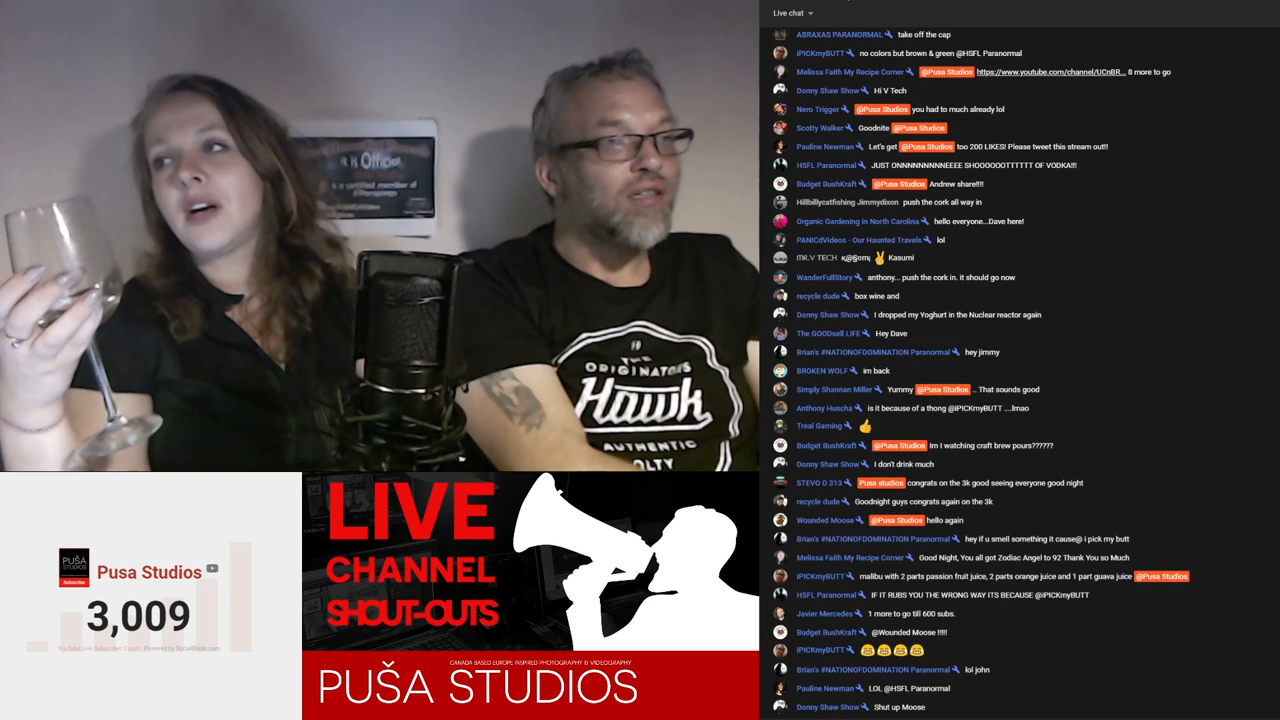 it is Official
THE
ORIGINATORS
Hawk
AUTHENTIC
PUŠA
STUDIOS
Subscribe
Pusa Studios
3,009
YouTube Live Subscriber Count - Powered by SocialBlade.com
LIVE
CHANNEL
SHOUT-OUTS
CANADA BASED EUROPE INSPIRED PHOTOGRAPHY & VIDEOGRAPHY
PUŠA STUDIOS
Live chat
ABRAXAS PARANORMAL take off the cap
iPICKmyBUTT no colors but brown & green @HSFL Paranormal
Melissa Faith My Recipe Corner @Pusa Studios https://www.youtube.com/channel/UCnBR... 8 more to go
Donny Shaw Show Hi V Tech
Nero Trigger @Pusa Studios you had to much already lol
Scotty Walker Goodnite @Pusa Studios
Pauline Newman Let's get @Pusa Studios too 200 LIKES! Please tweet this stream out!!
HSFL Paranormal JUST ONNNNNNNNNEEEE SHOOOOOOTTTTTT OF VODKA!!!
Budget BushKraft @Pusa Studios Andrew share!!!!
Hillbillycatfishing Jimmydixon push the cork all way in
Organic Gardening in North Carolina hello everyone...Dave here!
PANICdVideos - Our Haunted Travels lol
✌ Kasumi
WanderFullStory anthony... push the cork in. it should go now
recycle dude box wine and
Donny Shaw Show I dropped my Yoghurt in the Nuclear reactor again
The GOODsell LIFE Hey Dave
Brian's #NATIONOFDOMINATION Paranormal hey jimmy
BROKEN WOLF im back
Simply Shannan Miller Yummy @Pusa Studios .. That sounds good
Anthony Huscha is it because of a thong @iPICKmyBUTT ....lmao
Treal Gaming 👍
Budget BushKraft @Pusa Studios Im I watching craft brew pours??????
Donny Shaw Show I don't drink much
STEVO D 313 Pusa studios congrats on the 3k good seeing everyone good night
recycle dude Goodnight guys congrats again on the 3k
Wounded Moose @Pusa Studios hello again
Brian's #NATIONOFDOMINATION Paranormal hey if u smell something it cause@ i pick my butt
Melissa Faith My Recipe Corner Good Night, You all got Zodiac Angel to 92 Thank You so Much
iPICKmyBUTT malibu with 2 parts passion fruit juice, 2 parts orange juice and 1 part guava juice @Pusa Studios
HSFL Paranormal IF IT RUBS YOU THE WRONG WAY ITS BECAUSE @iPICKmyBUTT
Javier Mercedes 1 more to go till 600 subs.
Budget BushKraft @Wounded Moose !!!!!
iPICKmyBUTT 😂😂😂😂
Brian's #NATIONOFDOMINATION Paranormal lol john
Pauline Newman LOL @HSFL Paranormal
Donny Shaw Show Shut up Moose